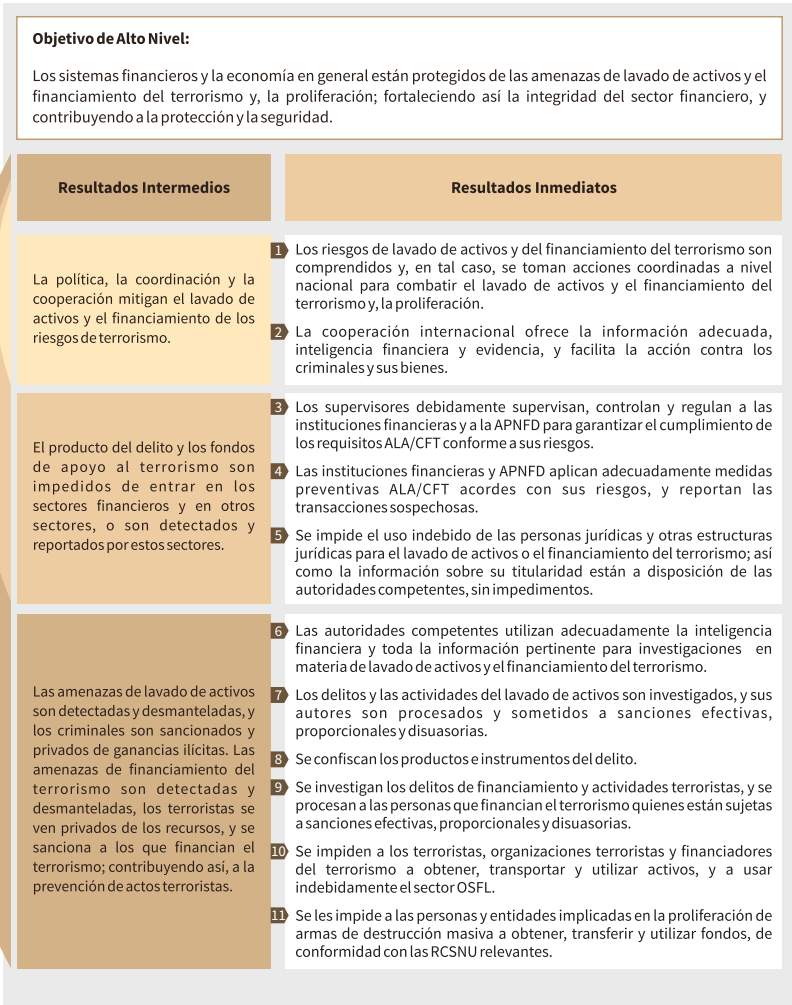 Objetivo de Alto Nivel:
Los sistemas financieros y la economía en general están protegidos de las amenazas de lavado de activos y el
financiamiento del terrorismo y, la proliferación; fortaleciendo así la integridad del sector financiero, y
contribuyendo a la protección y la seguridad.
Resultados Intermedios
Resultados Inmediatos
La política, la coordinación y la
cooperación mitigan el lavado de
activos y el financiamiento de los
riesgos de terrorismo.
1 Los riesgos de lavado de activos y del financiamiento del terrorismo son
comprendidos y, en tal caso, se toman acciones coordinadas a nivel
nacional para combatir el lavado de activos y el financiamiento del
terrorismo y, la proliferación.
2 La cooperación internacional ofrece la información adecuada,
inteligencia financiera y evidencia, y facilita la acción contra los
criminales y sus bienes.
El producto del delito y los fondos
de apoyo al terrorismo son
impedidos de entrar en los
sectores financieros y en otros
sectores, o son detectados y
reportados por estos sectores.
3 Los supervisores debidamente supervisan, controlan y regulan a las
instituciones financieras y a la APNFD para garantizar el cumplimiento de
los requisitos ALA/CFT conforme a sus riesgos.
4 Las instituciones financieras y APNFD aplican adecuadamente medidas
preventivas ALA/CFT acordes con sus riesgos, y reportan las
transacciones sospechosas.
5 Se impide el uso indebido de las personas jurídicas y otras estructuras
jurídicas para el lavado de activos o el financiamiento del terrorismo; así
como la información sobre su titularidad están a disposición de las
autoridades competentes, sin impedimentos.
Las amenazas de lavado de activos
son detectadas y desmanteladas, y
los criminales son sancionados y
privados de ganancias ilícitas. Las
amenazas de financiamiento del
terrorismo son detectadas y
desmanteladas, los terroristas se
ven privados de los recursos, y se
sanciona a los que financian el
terrorismo; contribuyendo así, a la
prevención de actos terroristas.
6 Las autoridades competentes utilizan adecuadamente la inteligencia
financiera y toda la información pertinente para investigaciones en
materia de lavado de activos y el financiamiento del terrorismo.
7 Los delitos y las actividades del lavado de activos son investigados, y sus
autores son procesados y sometidos a sanciones efectivas,
proporcionales y disuasorias.
8 Se confiscan los productos e instrumentos del delito.
9 Se investigan los delitos de financiamiento y actividades terroristas, y se
procesan a las personas que financian el terrorismo quienes están sujetas
a sanciones efectivas, proporcionales y disuasorias.
10 Se impiden a los terroristas, organizaciones terroristas y financiadores
del terrorismo a obtener, transportar y utilizar activos, y a usar
indebidamente el sector OSFL.
11 Se les impide a las personas y entidades implicadas en la proliferación de
armas de destrucción masiva a obtener, transferir y utilizar fondos, de
conformidad con las RCSNU relevantes.